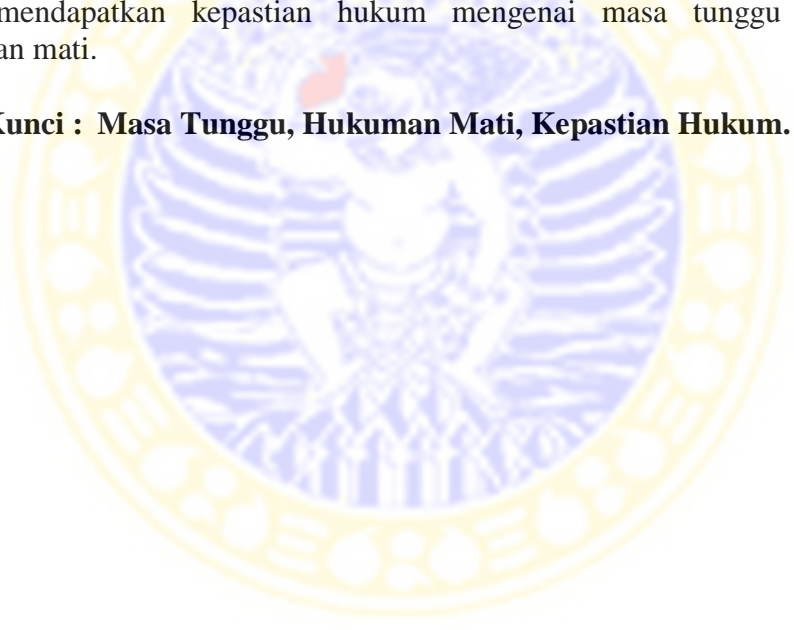 mendapatkan kepastian hukum mengenai masa tunggu
an mati.
Kunci : Masa Tunggu, Hukuman Mati, Kepastian Hukum.